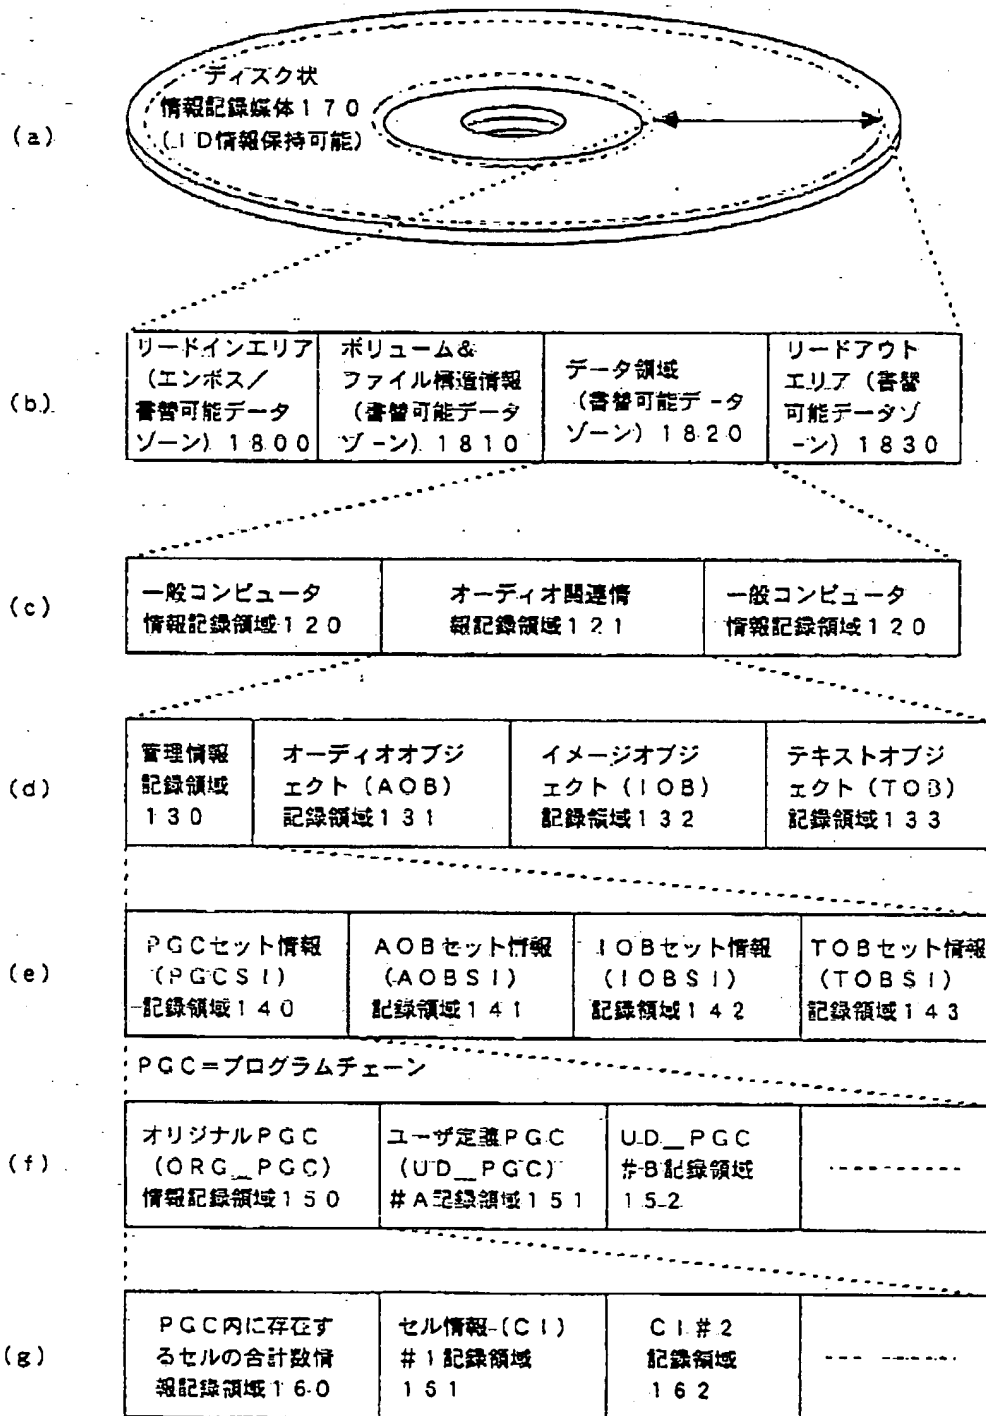 (a)
ディスク状
情報記録媒体170
(ID情報保持可能)
(b)
リードインエリア
(エンボス/
書替可能データ
ゾーン) 1800
ボリューム&
ファイル構造情報
(書替可能データ
ゾーン) 1810
データ領域
(書替可能データ
ゾーン) 1820
リードアウト
エリア (書替
可能データゾ
ーン) 1830
(c)
一般コンピュータ
情報記録領域120
オーディオ関連情
報記録領域121
一般コンピュータ
情報記録領域120
(d)
管理情報
記録領域
130
オーディオオブジ
ェクト(AOB)
記録領域131
イメージオブジ
ェクト(IOB)
記録領域132
テキストオブジ
ェクト(TOB)
記録領域133
(e)
PGCセット情報
(PGCSI)
記録領域140
AOBセット情報
(AOBSI)
記録領域141
IOBセット情報
(IOBSI)
記録領域142
TOBセット情報
(TOBSI)
記録領域143
PGC=プログラムチェーン
(f)
オリジナルPGC
(ORG_PGC)
情報記録領域150
ユーザ定義PGC
(UD_PGC)
#A記録領域151
UD_PGC
#B記録領域
152
(g)
PGC内に存在す
るセルの合計数情
報記録領域160
セル情報(CI)
#1記録領域
161
CI#2
記録領域
162